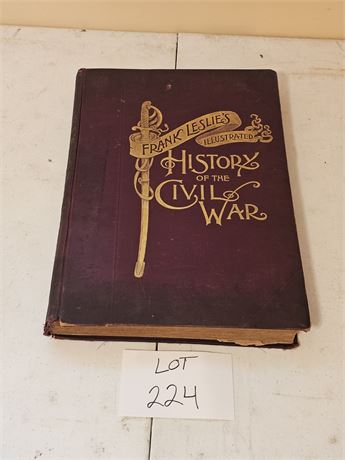 FRANK LESLIE'S
ILLUSTRATED
HISTORY
OF THE
CIVIL
WAR
LOT
224